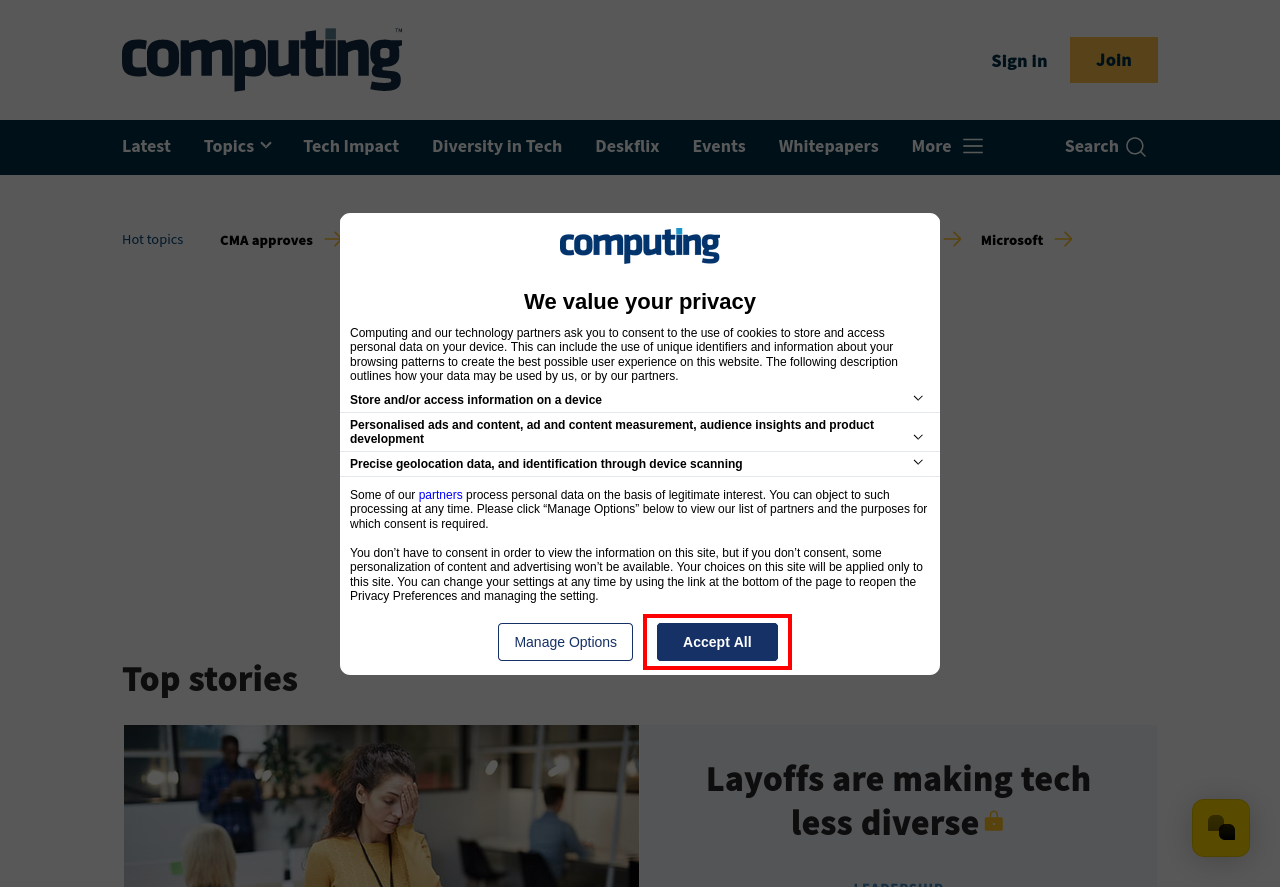 computing™
Sign In
Join
Latest
Topics
Tech Impact
Diversity in Tech
Deskflix
Events
Whitepapers
More
Search
Hot topics
CMA approves
Microsoft
computing
We value your privacy
Computing and our technology partners ask you to consent to the use of cookies to store and access
personal data on your device. This can include the use of unique identifiers and information about your
browsing patterns to create the best possible user experience on this website. The following description
outlines how your data may be used by us, or by our partners.
Store and/or access information on a device
Personalised ads and content, ad and content measurement, audience insights and product
development
Precise geolocation data, and identification through device scanning
Some of our partners process personal data on the basis of legitimate interest. You can object to such
processing at any time. Please click “Manage Options” below to view our list of partners and the purposes for
which consent is required.
You don’t have to consent in order to view the information on this site, but if you don’t consent, some
personalization of content and advertising won’t be available. Your choices on this site will be applied only to
this site. You can change your settings at any time by using the link at the bottom of the page to reopen the
Privacy Preferences and managing the setting.
Manage Options
Accept All
Top stories
Layoffs are making tech
less diverse
LEADERSHIP